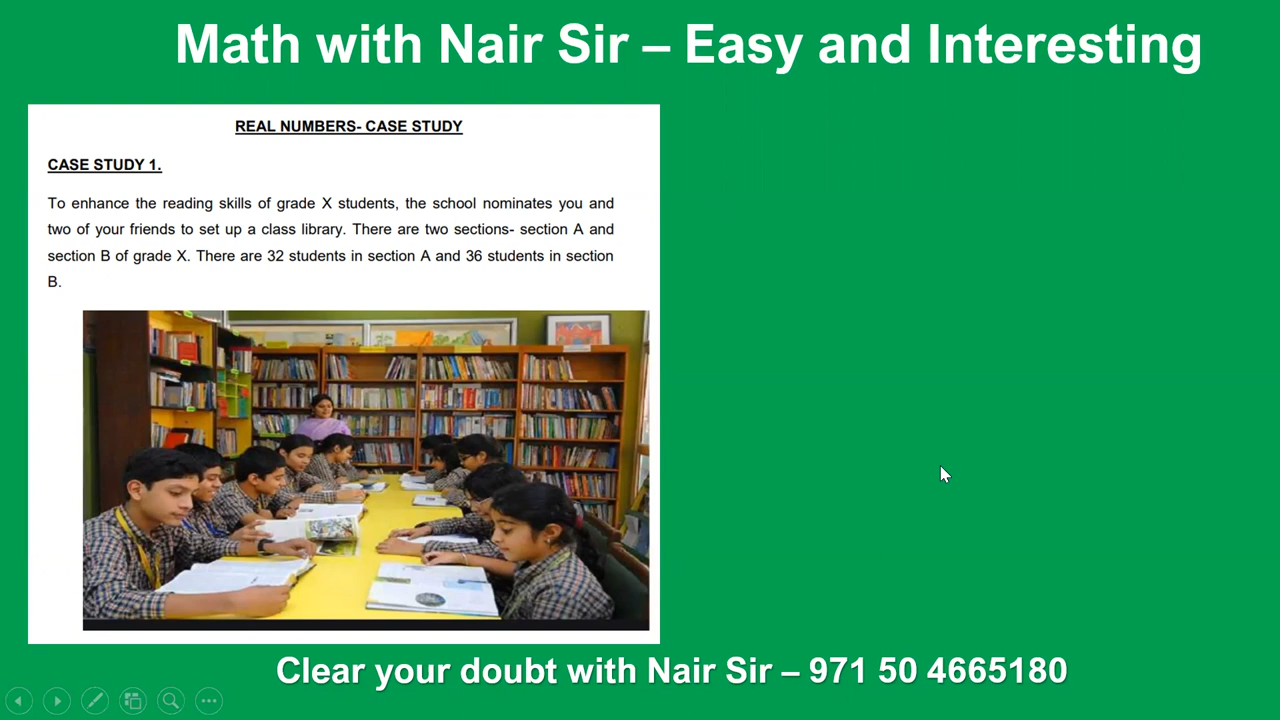 Math with Nair Sir – Easy and Interesting
REAL NUMBERS- CASE STUDY
CASE STUDY 1.
To enhance the reading skills of grade X students, the school nominates you and
two of your friends to set up a class library. There are two sections- section A and
section B of grade X. There are 32 students in section A and 36 students in section
B.
Clear your doubt with Nair Sir – 971 50 4665180